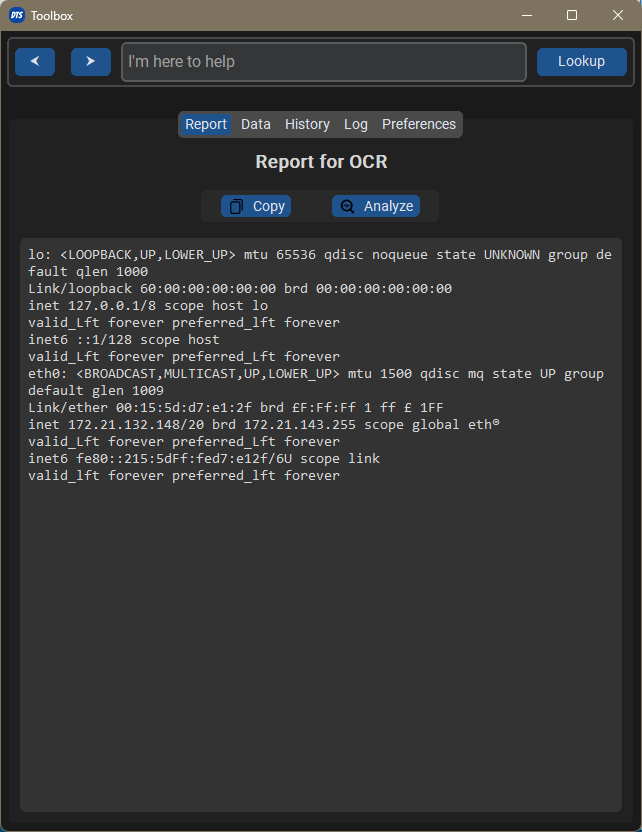 DTS Toolbox
I'm here to help
Lookup
Report Data History Log Preferences
Report for OCR
Copy Analyze
lo: <LOOPBACK,UP,LOWER_UP> mtu 65536 qdisc noqueue state UNKNOWN group de
fault qlen 1000
Link/loopback 60:00:00:00:00:00 brd 00:00:00:00:00:00
inet 127.0.0.1/8 scope host lo
valid_Lft forever preferred_lft forever
inet6 ::1/128 scope host
valid_Lft forever preferred_Lft forever
eth0: <BROADCAST,MULTICAST,UP,LOWER_UP> mtu 1500 qdisc mq state UP group
default glen 1009
Link/ether 00:15:5d:d7:e1:2f brd £F:Ff:Ff 1 ff £ 1FF
inet 172.21.132.148/20 brd 172.21.143.255 scope global eth®
valid_Lft forever preferred_Lft forever
inet6 fe80::215:5dFf:fed7:e12f/6U scope link
valid_lft forever preferred_lft forever